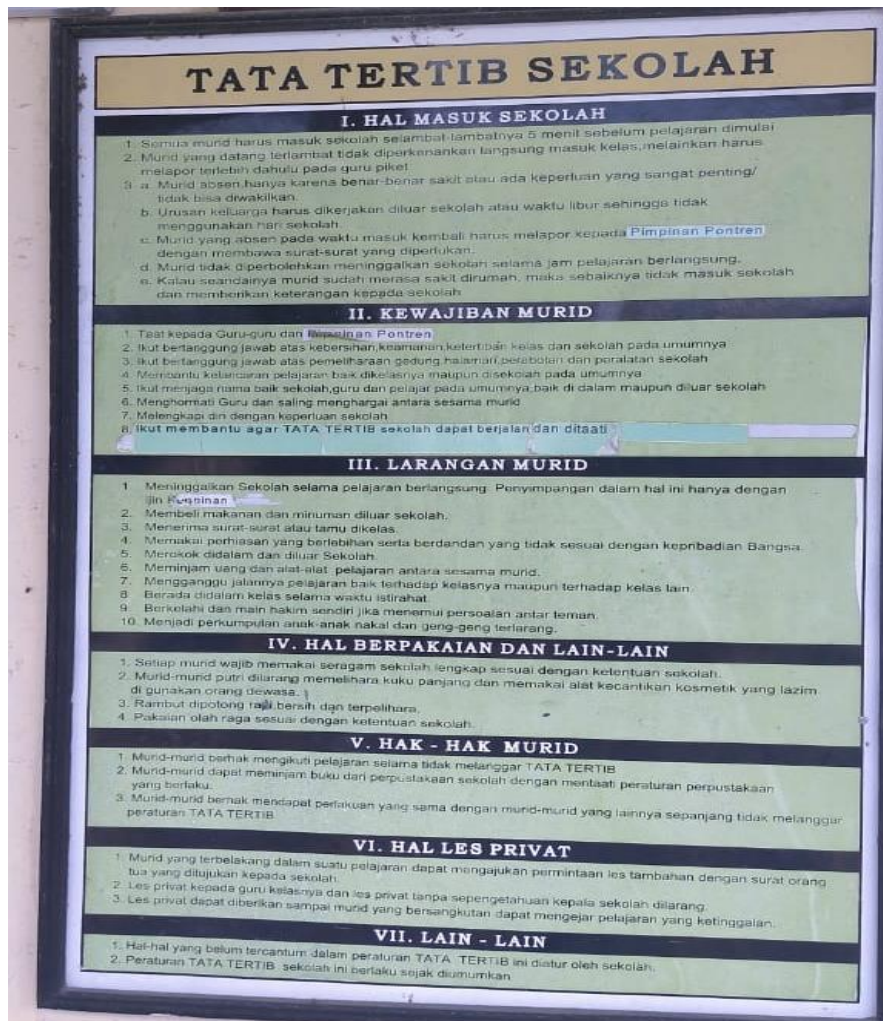 TATA TERTIB SEKOLAH
I. HAL MASUK SEKOLAH
1. Semua murid harus masuk sekolah selambat-lambatnya 5 menit sebelum pelajaran dimulai
2. Murid yang datang terlambat tidak diperkenankan langsung masuk kelas,melainkan harus
melapor terlebih dahulu pada guru piket
3. a. Murid absen hanya karena benar-benar sakit atau ada keperluan yang sangat penting/
tidak bisa diwakilkan.
b. Urusan keluarga harus dikerjakan diluar sekolah atau waktu libur sehingga tidak
menggunakan hari sekolah.
c. Murid yang absen pada waktu masuk kembali harus melapor kepada Pimpinan Pontren
dengan membawa surat-surat yang diperlukan.
d. Murid tidak diperbolehkan meninggalkan sekolah selama jam pelajaran berlangsung.
e. Kalau seandainya murid sudah merasa sakit dirumah, maka sebaiknya tidak masuk sekolah
dan memberikan keterangan kepada sekolah
II. KEWAJIBAN MURID
1. Taat kepada Guru-guru dan Pimpinan Pontren
2. Ikut bertanggung jawab atas kebersihan,keamanan,ketertiban kelas dan sekolah pada umumnya
3. Ikut bertanggung jawab atas pemeliharaan gedung,halaman,perabotan dan peralatan sekolah
4. Membantu kelancaran pelajaran baik dikelasnya maupun disekolah pada umumnya
5. Ikut menjaga nama baik sekolah,guru dan pelajar pada umumnya,baik di dalam maupun diluar sekolah
6. Menghormati Guru dan saling menghargai antara sesama murid.
7. Melengkapi diri dengan keperluan sekolah
8. Ikut membantu agar TATA TERTIB sekolah dapat berjalan dan ditaati
III. LARANGAN MURID
1. Meninggalkan Sekolah selama pelajaran berlangsung. Penyimpangan dalam hal ini hanya dengan
ijin
2. Membeli makanan dan minuman diluar sekolah.
3. Menerima surat-surat atau tamu dikelas.
4. Memakai perhiasan yang berlebihan serta berdandan yang tidak sesuai dengan kepribadian Bangsa.
5. Merokok didalam dan diluar Sekolah.
6. Meminjam uang dan alat-alat pelajaran antara sesama murid.
7. Mengganggu jalannya pelajaran baik terhadap kelasnya maupun terhadap kelas lain.
8. Berada didalam kelas selama waktu istirahat.
9. Berkelahi dan main hakim sendiri jika menemui persoalan antar teman.
10. Menjadi perkumpulan anak-anak nakal dan geng-geng terlarang.
IV. HAL BERPAKAIAN DAN LAIN-LAIN
1. Setiap murid wajib memakai seragam sekolah lengkap sesuai dengan ketentuan sekolah.
2. Murid-murid putri dilarang memelihara kuku panjang dan memakai alat kecantikan kosmetik yang lazim
di gunakan orang dewasa.
3. Rambut dipotong rapi,bersih dan terpelihara.
4. Pakaian olah raga sesuai dengan ketentuan sekolah.
V. HAK - HAK MURID
1. Murid-murid berhak mengikuti pelajaran selama tidak melanggar TATA TERTIB
2. Murid-murid dapat meminjam buku dari perpustakaan sekolah dengan mentaati peraturan perpustakaan
yang berlaku.
3. Murid-murid berhak mendapat perlakuan yang sama dengan murid-murid yang lainnya sepanjang tidak melanggar
peraturan TATA TERTIB
VI. HAL LES PRIVAT
1. Murid yang terbelakang dalam suatu pelajaran dapat mengajukan permintaan les tambahan dengan surat orang
tua yang ditujukan kepada sekolah.
2. Les privat kepada guru kelasnya dan les privat tanpa sepengetahuan kepala sekolah dilarang.
3. Les privat dapat diberikan sampai murid yang bersangkutan dapat mengejar pelajaran yang ketinggalan.
VII. LAIN - LAIN
1. Hal-hal yang belum tercantum dalam peraturan TATA TERTIB ini diatur oleh sekolah.
2. Peraturan TATA TERTIB sekolah ini berlaku sejak diumumkan